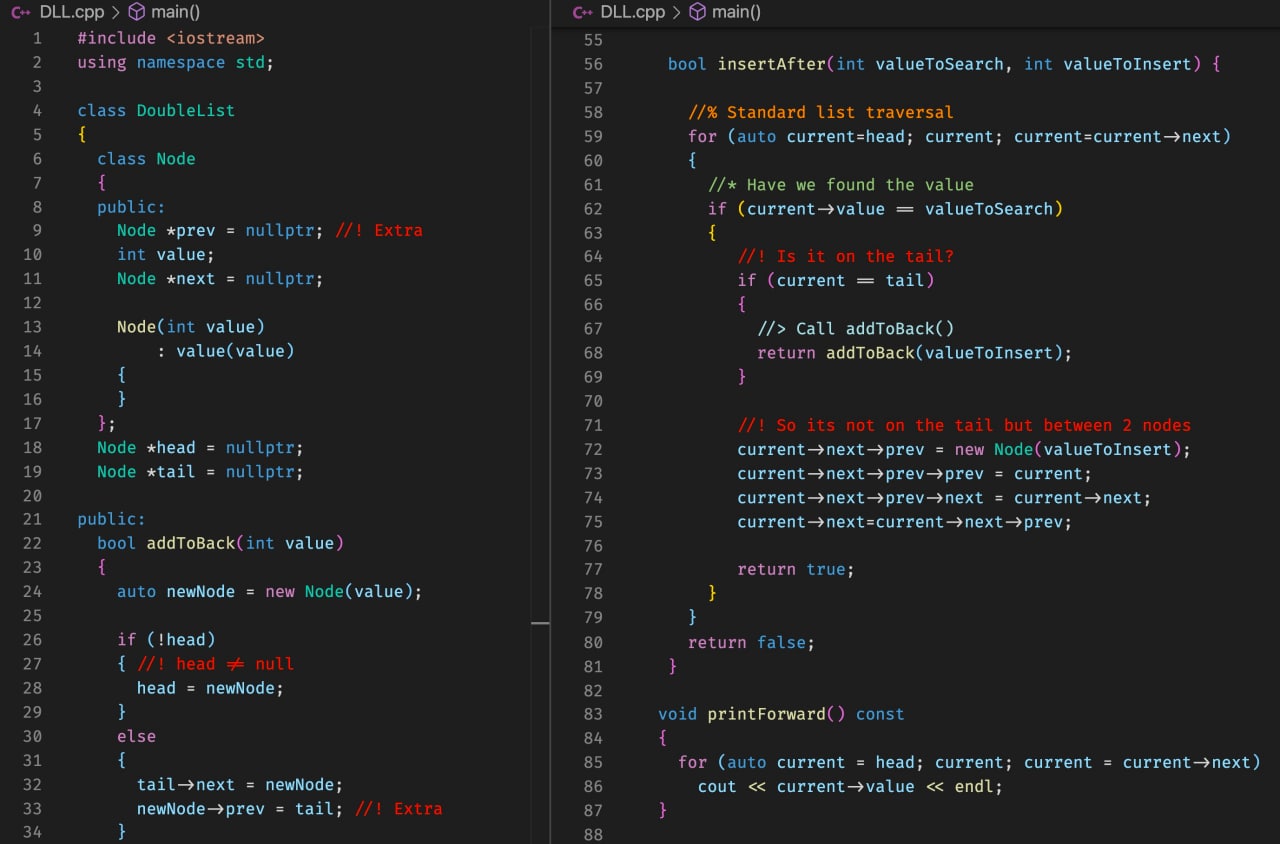 DLL.cpp > main()
1 #include <iostream>
2 using namespace std;
3
4 class DoubleList
5 {
6 class Node
7 {
8 public:
9 Node *prev = nullptr; //! Extra
10 int value;
11 Node *next = nullptr;
12
13 Node(int value)
14 : value(value)
15 {
16 }
17 };
18 Node *head = nullptr;
19 Node *tail = nullptr;
20
21 public:
22 bool addToBack(int value)
23 {
24 auto newNode = new Node(value);
25
26 if (!head)
27 { //! head ≠ null
28 head = newNode;
29 }
30 else
31 {
32 tail→next = newNode;
33 newNode→prev = tail; //! Extra
34 }
DLL.cpp > main()
55
56 bool insertAfter(int valueToSearch, int valueToInsert) {
57
58 //% Standard list traversal
59 for (auto current=head; current; current=current→next)
60 {
61 //* Have we found the value
62 if (current→value == valueToSearch)
63 {
64 //! Is it on the tail?
65 if (current == tail)
66 {
67 //> Call addToBack()
68 return addToBack(valueToInsert);
69 }
70
71 //! So its not on the tail but between 2 nodes
72 current→next→prev = new Node(valueToInsert);
73 current→next→prev→prev = current;
74 current→next→prev→next = current→next;
75 current→next=current→next→prev;
76
77 return true;
78 }
79 }
80 return false;
81 }
82
83 void printForward() const
84 {
85 for (auto current = head; current; current = current→next)
86 cout << current→value << endl;
87 }
88